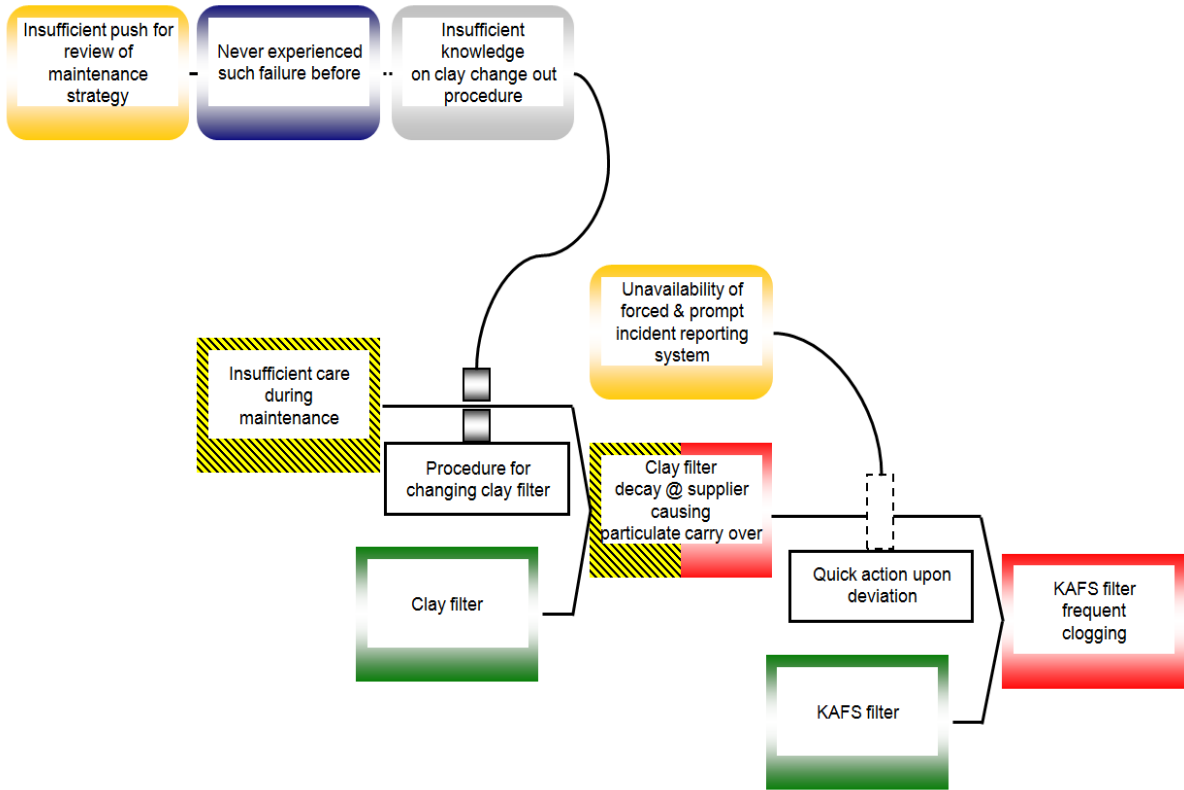 Insufficient push for
review of
maintenance
strategy
Never experienced
such failure before
Insufficient
knowledge
on clay change out
procedure
Unavailability of
forced & prompt
incident reporting
system
Insufficient care
during
maintenance
Procedure for
changing clay filter
Clay filter
decay @ supplier
causing
particulate carry over
Clay filter
Quick action upon
deviation
KAFS filter
frequent
clogging
KAFS filter